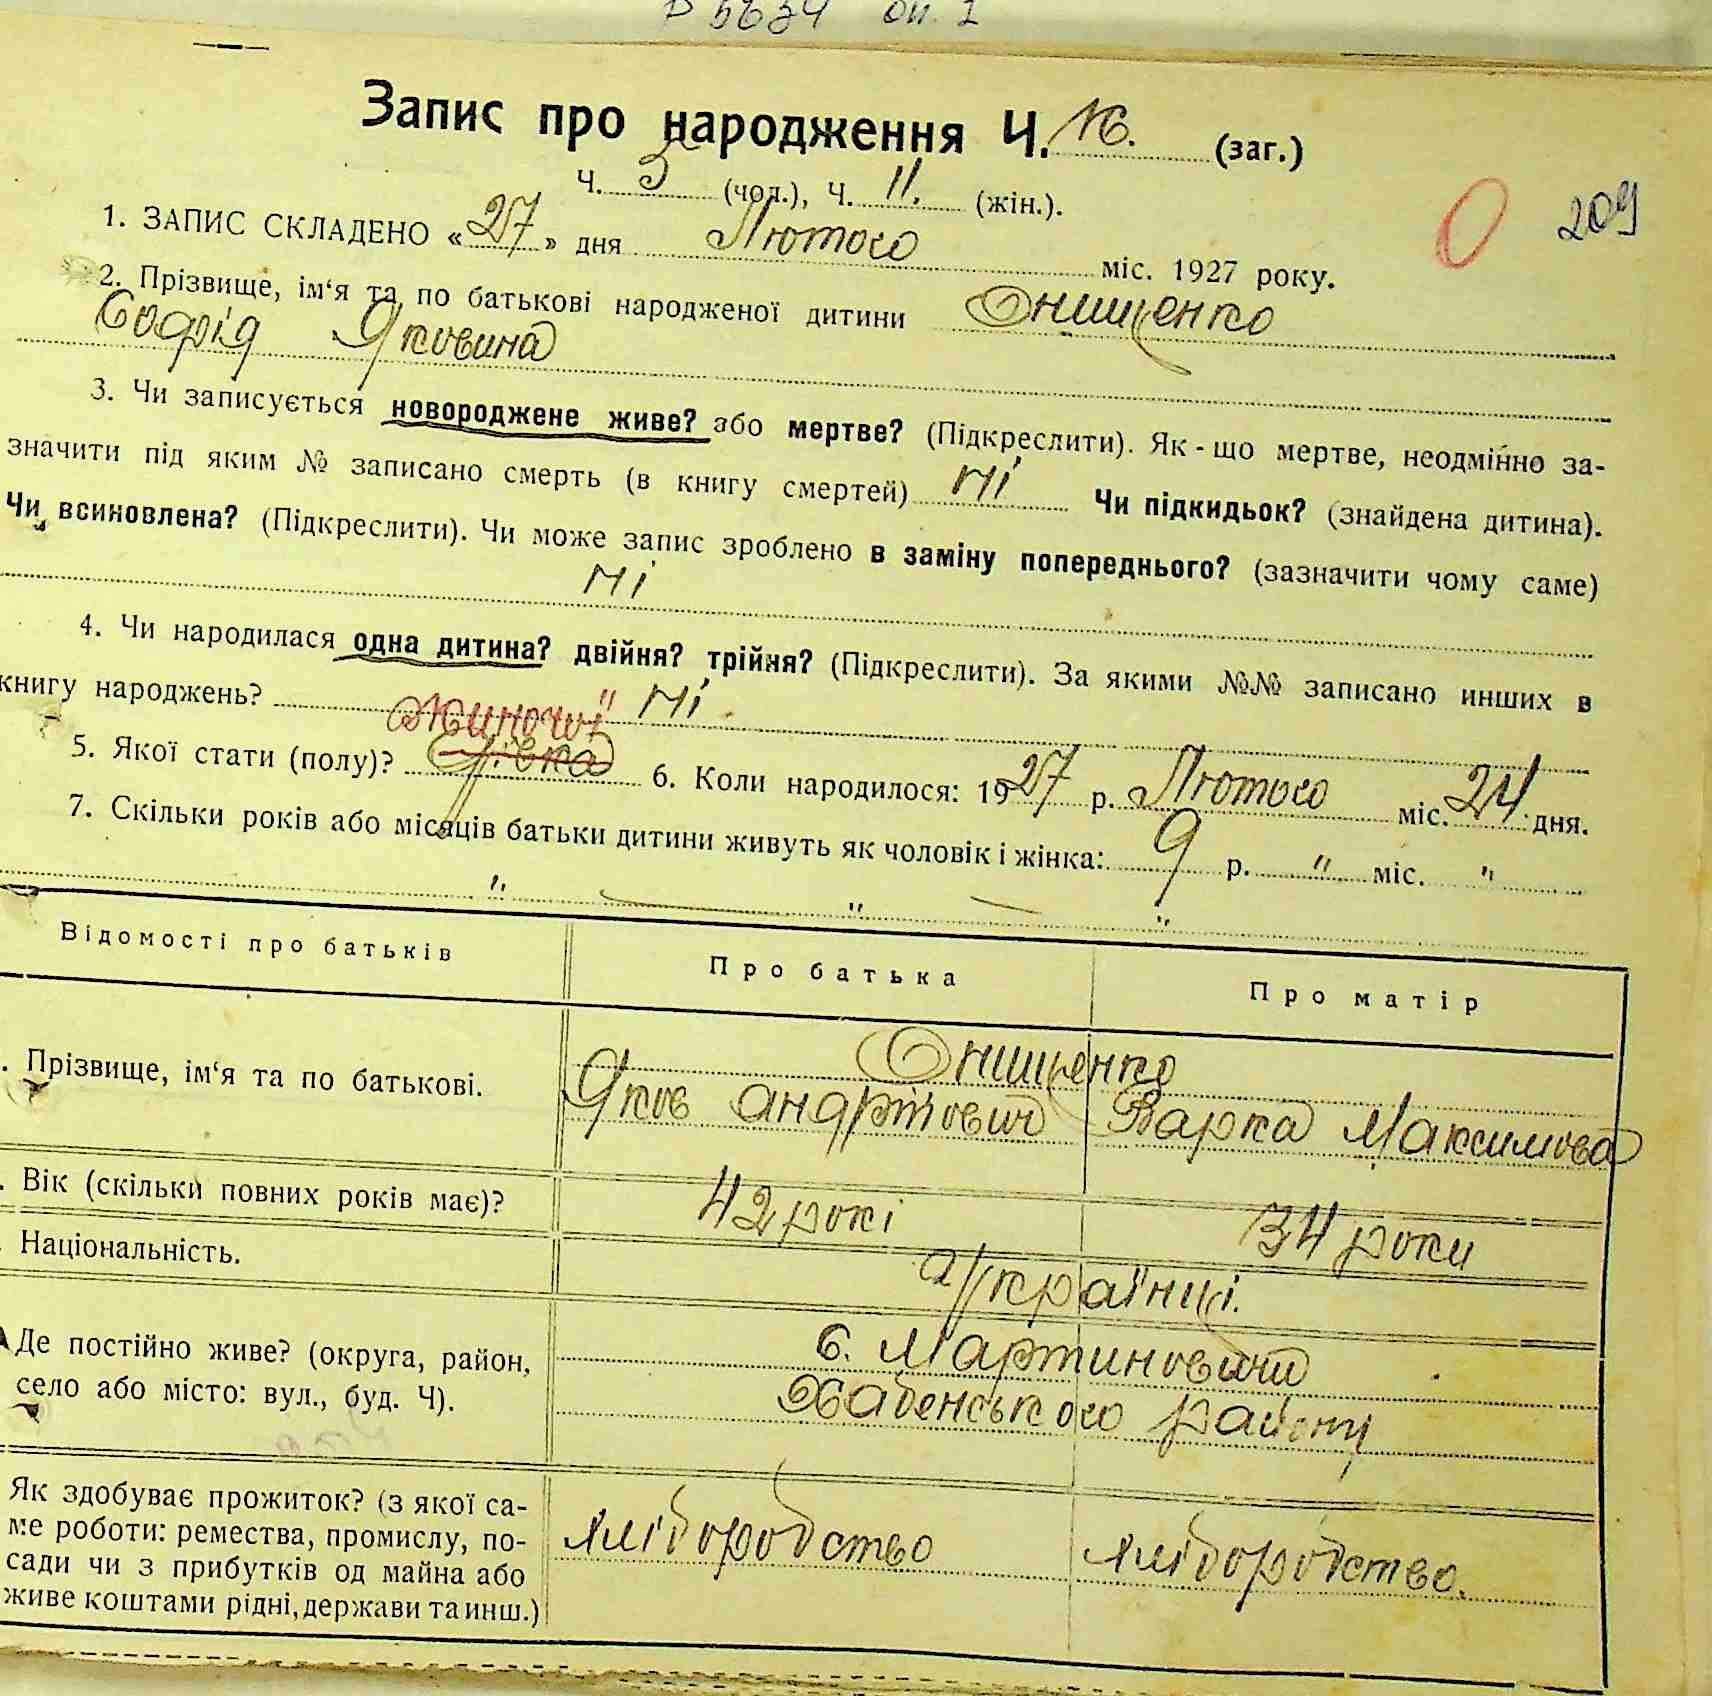 Р 5634 оп. 1
Запис про народження Ч. 16. (заг.)
Ч. 5 (чол.), Ч. 11. (жін.).
209
1. ЗАПИС СКЛАДЕНО «27» дня Лютого міс. 1927 року.
2. Прізвище, ім‘я та по батькові народженої дитини Онищенко
Софія Яковина
3. Чи записується новороджене живе? або мертве? (Підкреслити). Як-що мертве, неодмінно за-
значити під яким № записано смерть (в книгу смертей) ні Чи підкидьок? (знайдена дитина).
Чи всиновлена? (Підкреслити). Чи може запис зроблено в заміну попереднього? (зазначити чому саме)
ні
4. Чи народилася одна дитина? двійня? трійня? (Підкреслити). За якими №№ записано инших в
книгу народжень? ні
Жиночої
5. Якої стати (полу)? Дівка 6. Коли народилося: 1927 р. Лютого міс. 24 дня.
7. Скільки років або місяців батьки дитини живуть як чоловік і жінка: 9 р. " міс. "
" " "
Відомості про батьків Про батька Про матір
. Прізвище, ім‘я та по батькові. Онищенко
Яков Андрійович Варка Максимова
. Вік (скільки повних років має)? 42 рокі 34 роки
. Національність. Українці.
Де постійно живе? (округа, район, село або місто: вул., буд. Ч).
С. Мартиновичи
Хабенського району
Як здобуває прожиток? (з якої са-
ме роботи: ремества, промислу, по-
сади чи з прибутків од майна або
живе коштами рідні, держави та инш.)
хлібородство хлібородство.